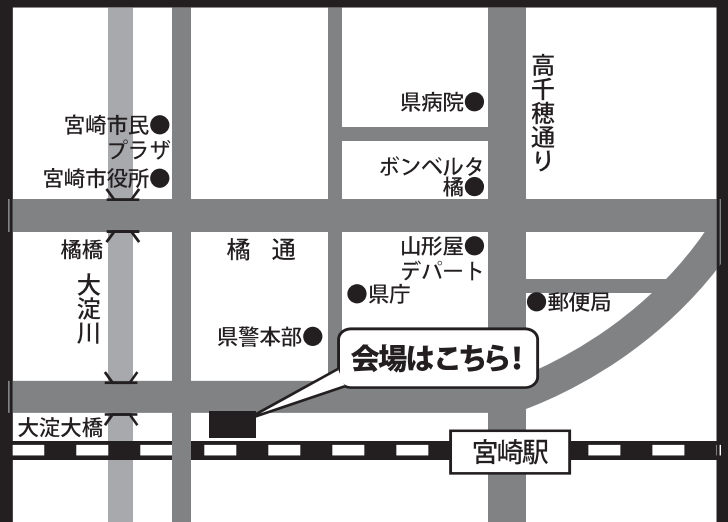 高千穂通り
県病院
宮崎市民
プラザ
ボンベルタ
橘
宮崎市役所
橘橋
橘 通
山形屋
デパート
大淀川
県庁
郵便局
県警本部
会場はこちら!
大淀大橋
宮崎駅